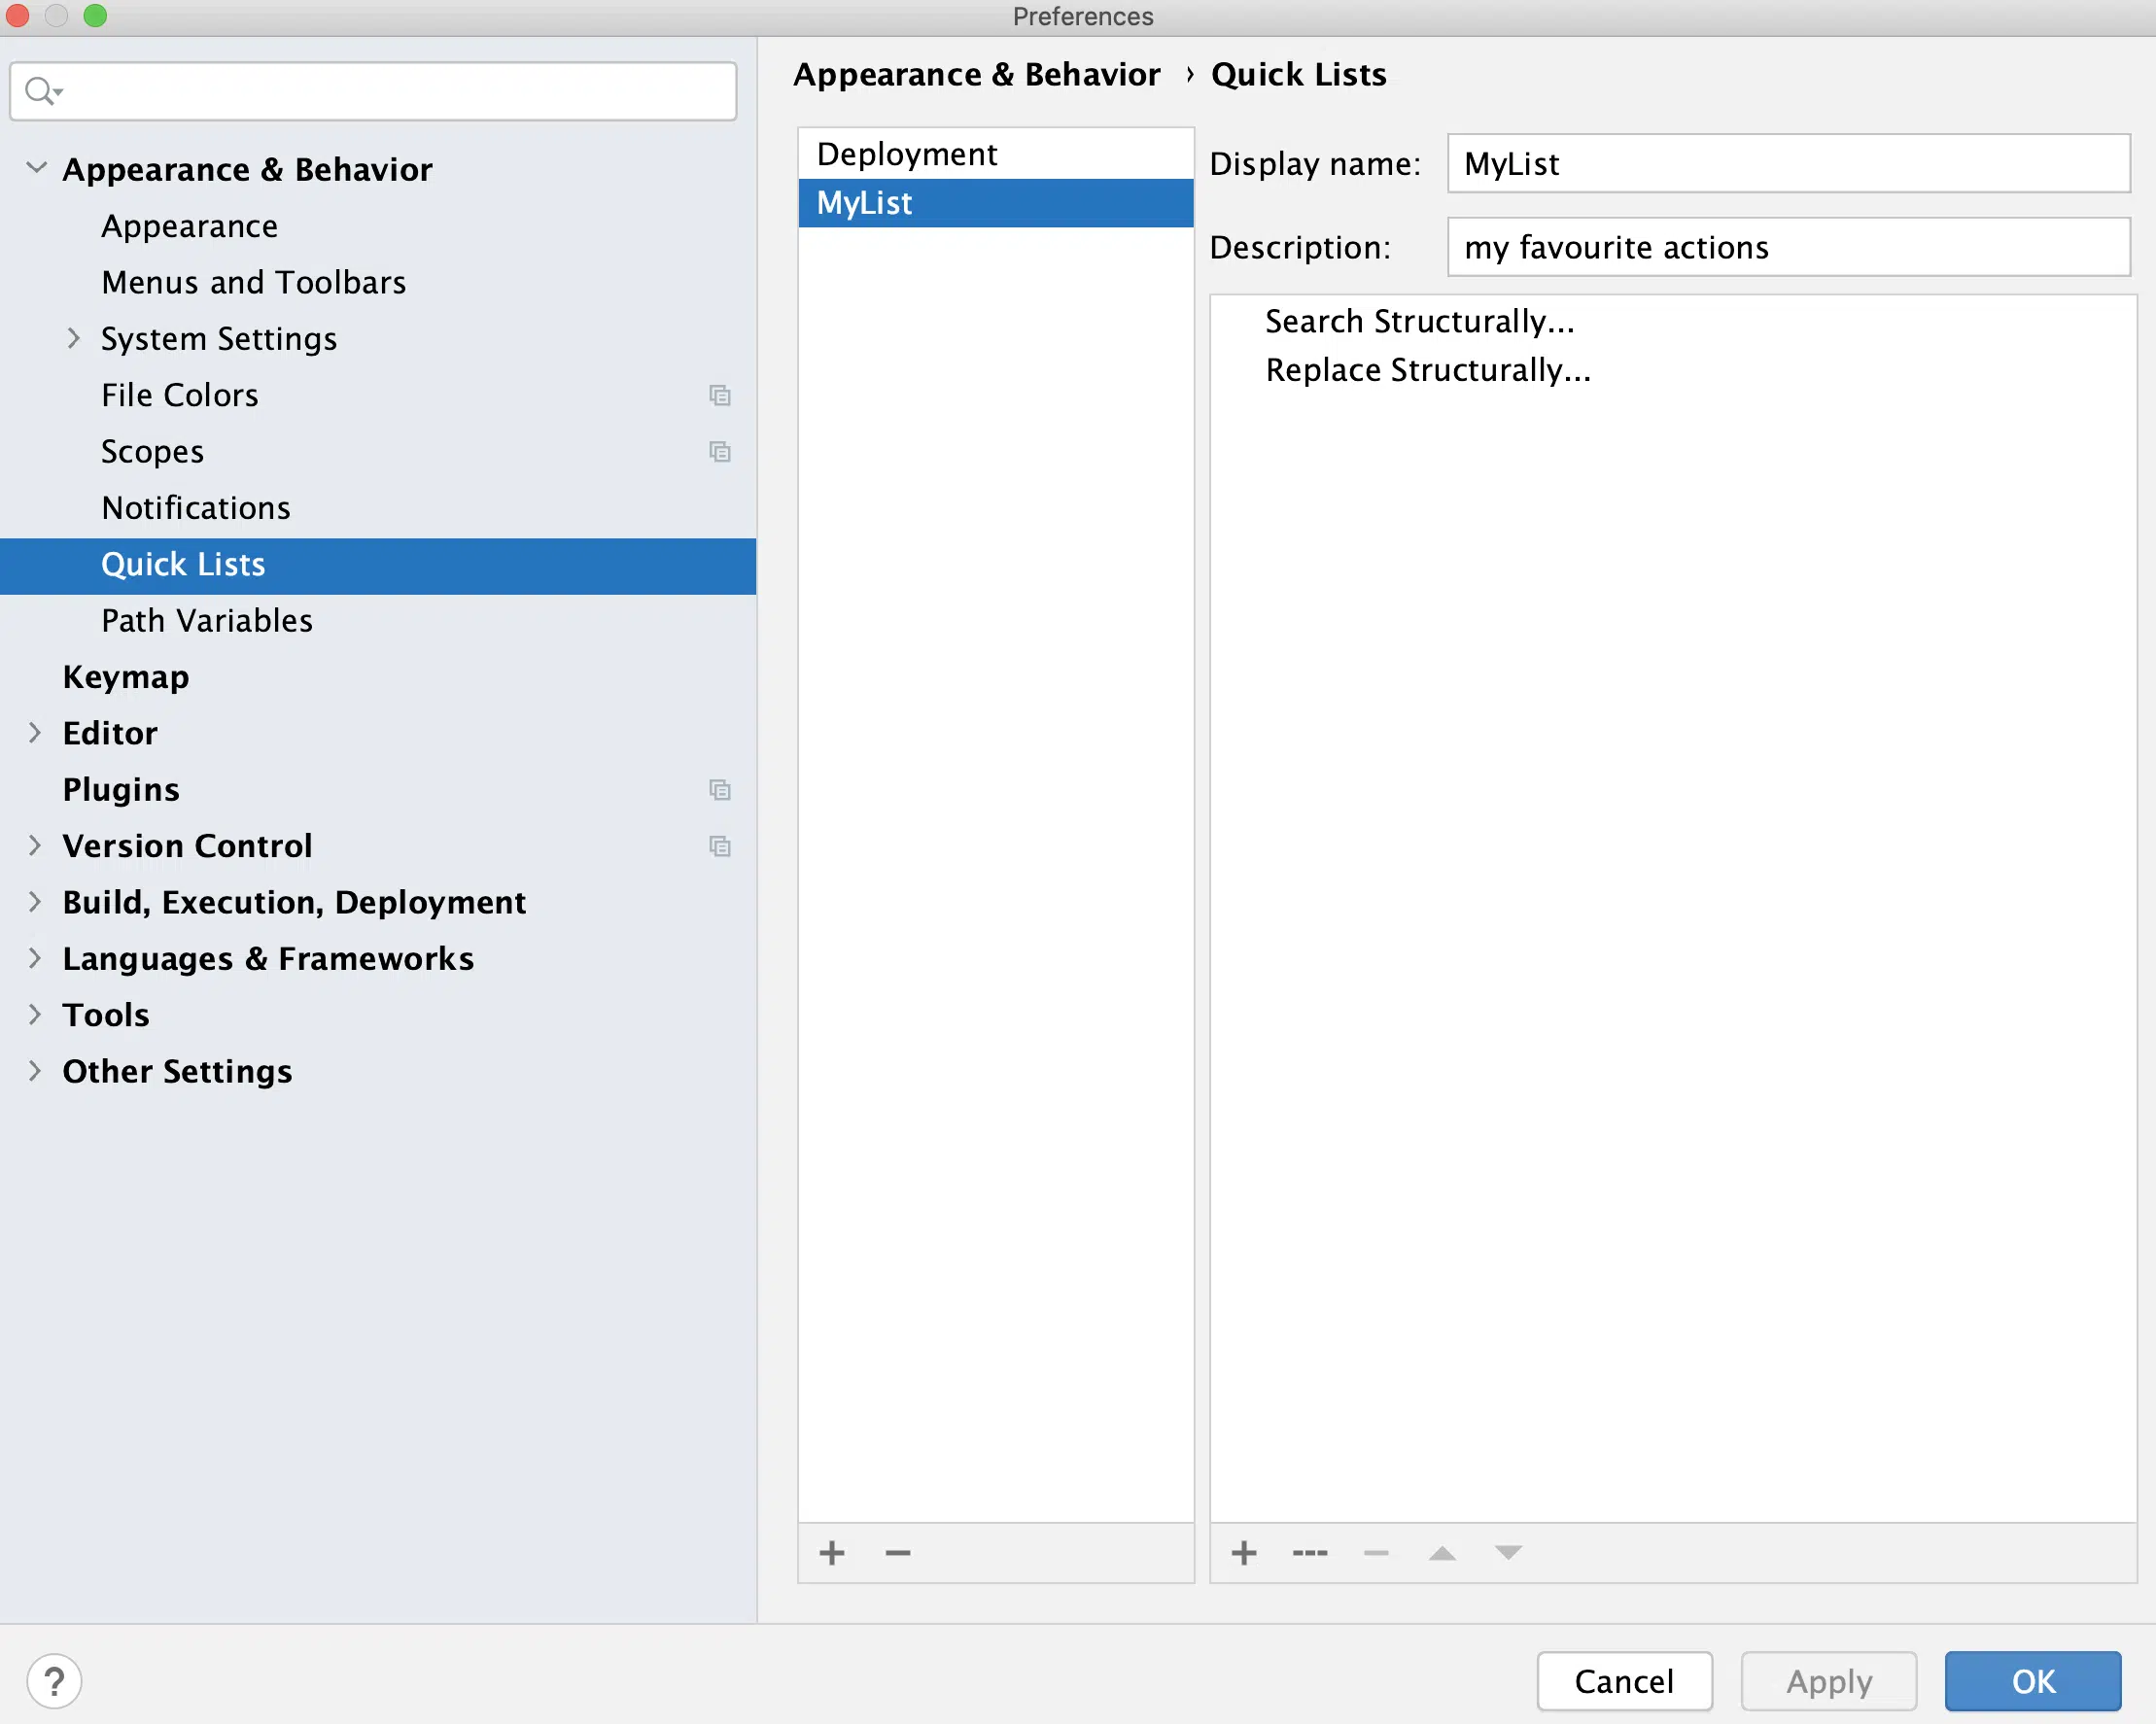 Preferences
Appearance & Behavior
Appearance
Menus and Toolbars
System Settings
File Colors
Scopes
Notifications
Quick Lists
Path Variables
Keymap
Editor
Plugins
Version Control
Build, Execution, Deployment
Languages & Frameworks
Tools
Other Settings
Appearance & Behavior › Quick Lists
Deployment
MyList
Display name: MyList
Description: my favourite actions
Search Structurally...
Replace Structurally...
?
Cancel
Apply
OK